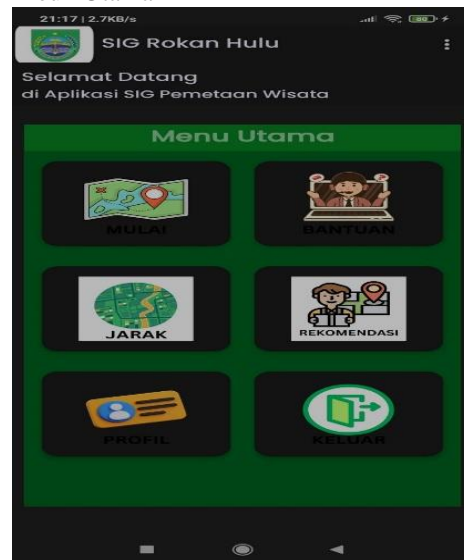 21:17 | 2.7KB/s
SIG Rokan Hulu
Selamat Datang
di Aplikasi SIG Pemetaan Wisata
Menu Utama
MULAI
BANTUAN
JARAK
REKOMENDASI
PROFIL
KELUAR